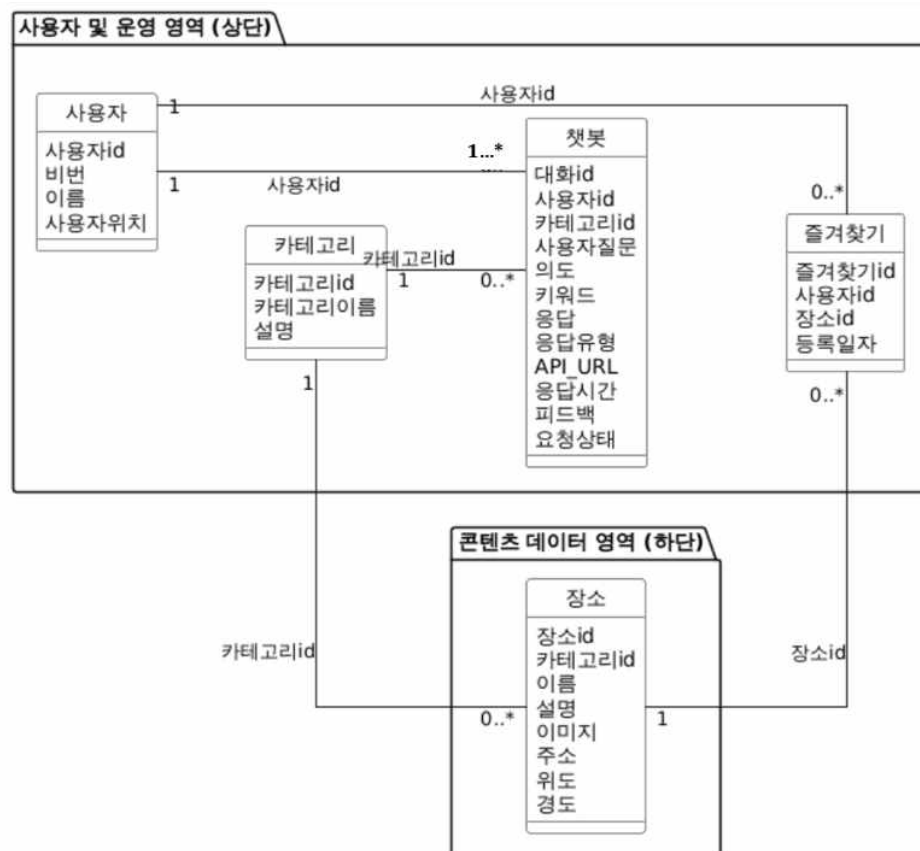 사용자 및 운영 영역 (상단)
사용자
사용자id
비번
이름
사용자위치
1
사용자id
1
사용자id
1...*
챗봇
대화id
사용자id
카테고리id
사용자질문
의도
키워드
응답
응답유형
API_URL
응답시간
피드백
요청상태
카테고리
카테고리id
카테고리이름
설명
카테고리id
1
0..*
1
0..*
즐겨찾기
즐겨찾기id
사용자id
장소id
등록일자
0..*
콘텐츠 데이터 영역 (하단)
장소
장소id
카테고리id
이름
설명
이미지
주소
위도
경도
카테고리id
0..*
1
장소id